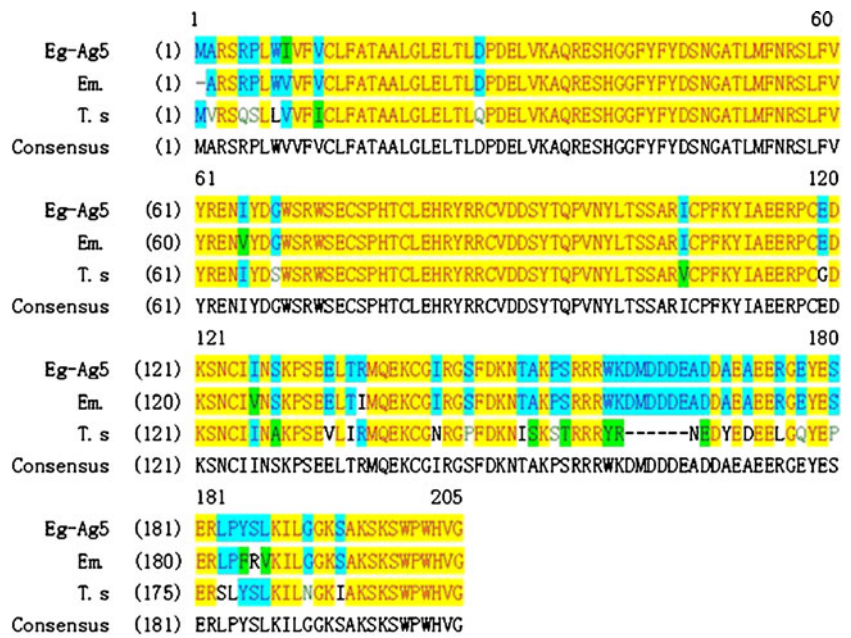 1 60
Eg-Ag5 (1) MARSRPLWIVFVCLFATAALGLELTLDPDELVKAQRESHGGFYFYDSNGATLMFNRSLFV
Em. (1) -ARSRPLWVVFVCLFATAALGLELTLDPDELVKAQRESHGGFYFYDSNGATLMFNRSLFV
T. s (1) MVRSQSLLVVFICLFATAALGLELTLQPDELVKAQRESHGGFYFYDSNGATLMFNRSLFV
Consensus (1) MARSRPLWVVFVCLFATAALGLELTLDPDELVKAQRESHGGFYFYDSNGATLMFNRSLFV
61 120
Eg-Ag5 (61) YRENIYDGWSRWSECSPHTCLEHRYRRCVDDSYTQPVNYLTSSARICPFKYIAEERPCED
Em. (60) YRENVYDGWSRWSECSPHTCLEHRYRRCVDDSYTQPVNYLTSSARICPFKYIAEERPCED
T. s (61) YRENIYDSWSRWSECSPHTCLEHRYRRCVDDSYTQPVNYLTSSARVCPFKYIAEERPCGD
Consensus (61) YRENIYDGWSRWSECSPHTCLEHRYRRCVDDSYTQPVNYLTSSARICPFKYIAEERPCED
121 180
Eg-Ag5 (121) KSNCIINSKPSEELTRMQEKCGIRGSFDKNTAKPSRRRWKDMDDDEADDAEAEERGEYES
Em. (120) KSNCIVNSKPSEELTIMQEKCGIRGSFDKNTAKPSRRRWKDMDDDEADDAEAEERGEYES
T. s (121) KSNCIINAKPSEVLIRMQEKCGNRGPFDKNISKSTRRRYR------NEDYEDEELGQYEP
Consensus (121) KSNCIINSKPSEELTRMQEKCGIRGSFDKNTAKPSRRRWKDMDDDEADDAEAEERGEYES
181 205
Eg-Ag5 (181) ERLPYSLKILGGKSAKSKSWPWHVG
Em. (180) ERLPFRVKILGGKSAKSKSWPWHVG
T. s (175) ERSLYSLKILNGKIAKSKSWPWHVG
Consensus (181) ERLPYSLKILGGKSAKSKSWPWHVG